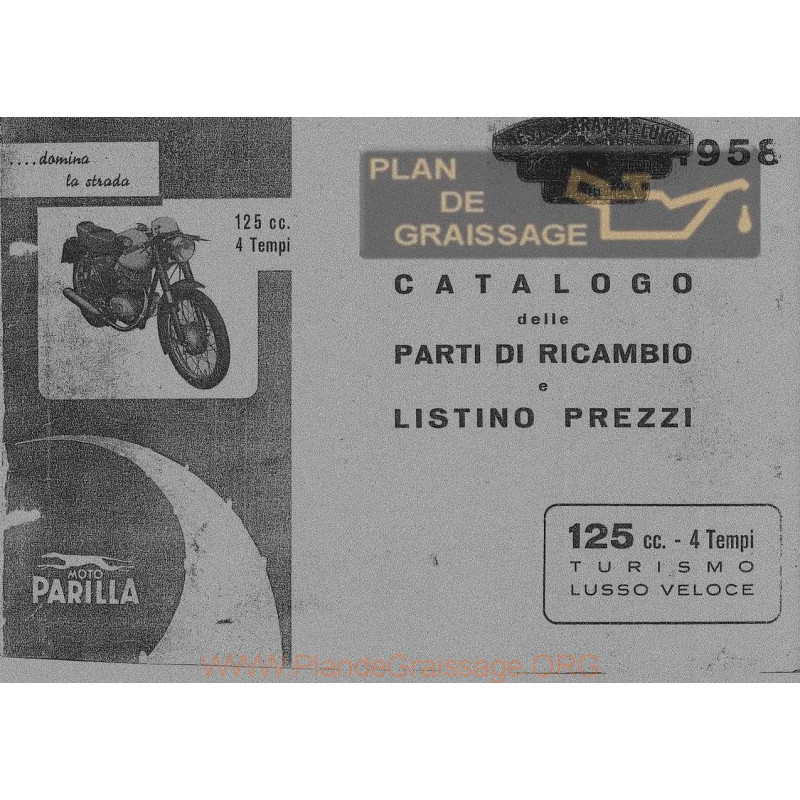 ....domina
la strada
125 cc.
4 Tempi
MOTO
PARILLA
1958
PLAN
DE
GRAISSAGE
CATALOGO
delle
PARTI DI RICAMBIO
e
LISTINO PREZZI
125 cc. - 4 Tempi
TURISMO
LUSSO VELOCE
WWW.PlandeGraissage.ORG